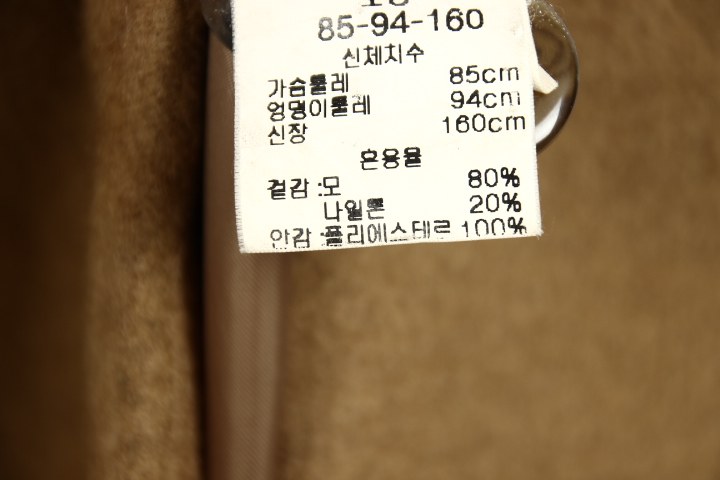 85-94-160
신체치수
가슴둘레 85cm
엉덩이둘레 94cm
신장 160cm
혼용율
겉감 :모 80%
나일론 20%
안감 :폴리에스테르 100%